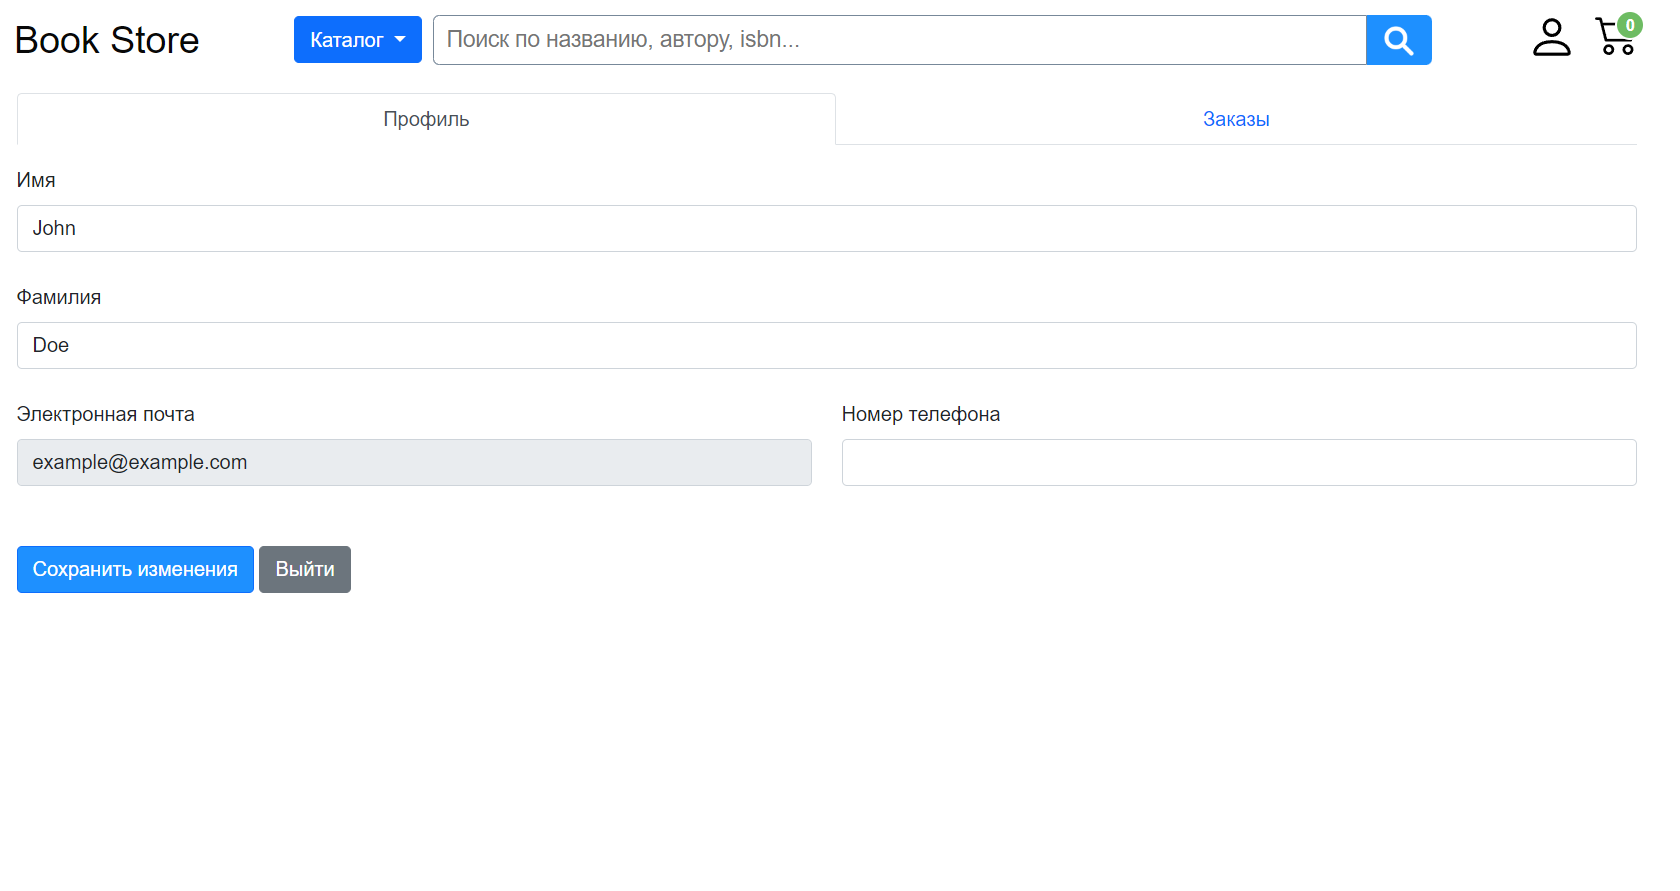 Book Store
Каталог
Поиск по названию, автору, isbn...
0
Профиль
Заказы
Имя
John
Фамилия
Doe
Электронная почта
Номер телефона
example@example.com
Сохранить изменения
Выйти